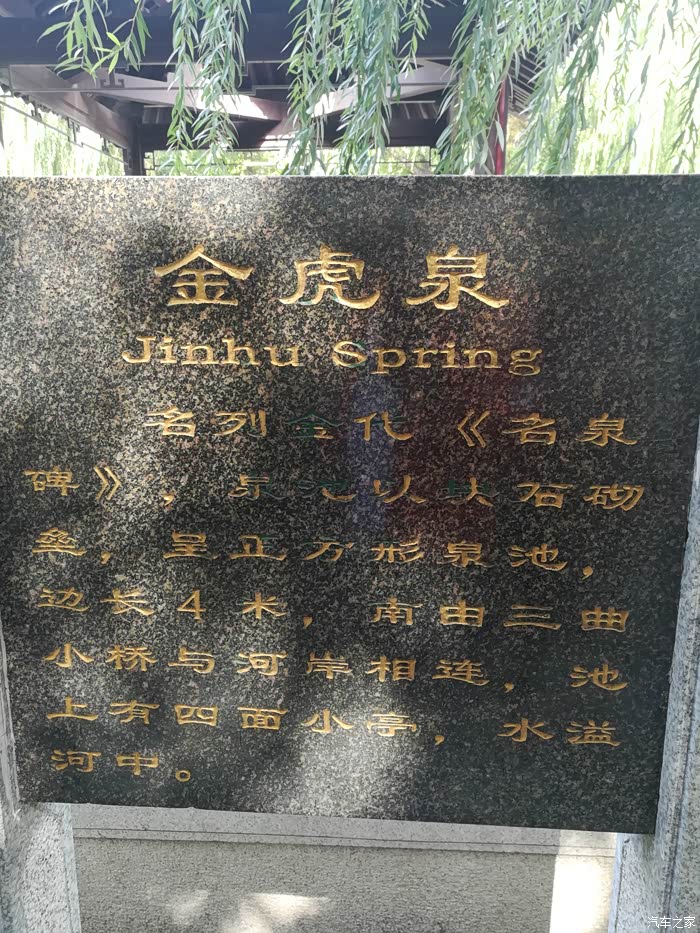 金虎泉
Jinhu Spring
名列金代《名泉
碑》，泉池以块石砌
垒，呈正方形泉池，
边长4米，南由三曲
小桥与河岸相连，池
上有四面小亭，水溢
河中。
汽车之家